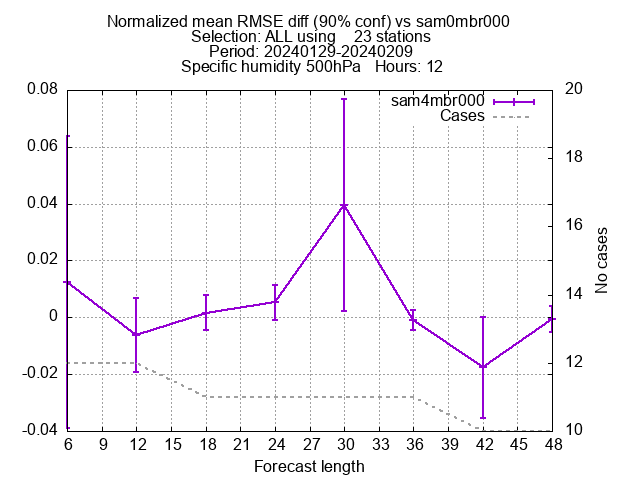 Normalized mean RMSE diff (90% conf) vs sam0mbr000
Selection: ALL using    23 stations
Period: 20240129-20240209
Specific humidity 500hPa   Hours: 12
sam4mbr000
Cases
0.08
0.06
0.04
0.02
0
-0.02
-0.04
20
18
16
14
12
10
No cases
6 9 12 15 18 21 24 27 30 33 36 39 42 45 48
Forecast length